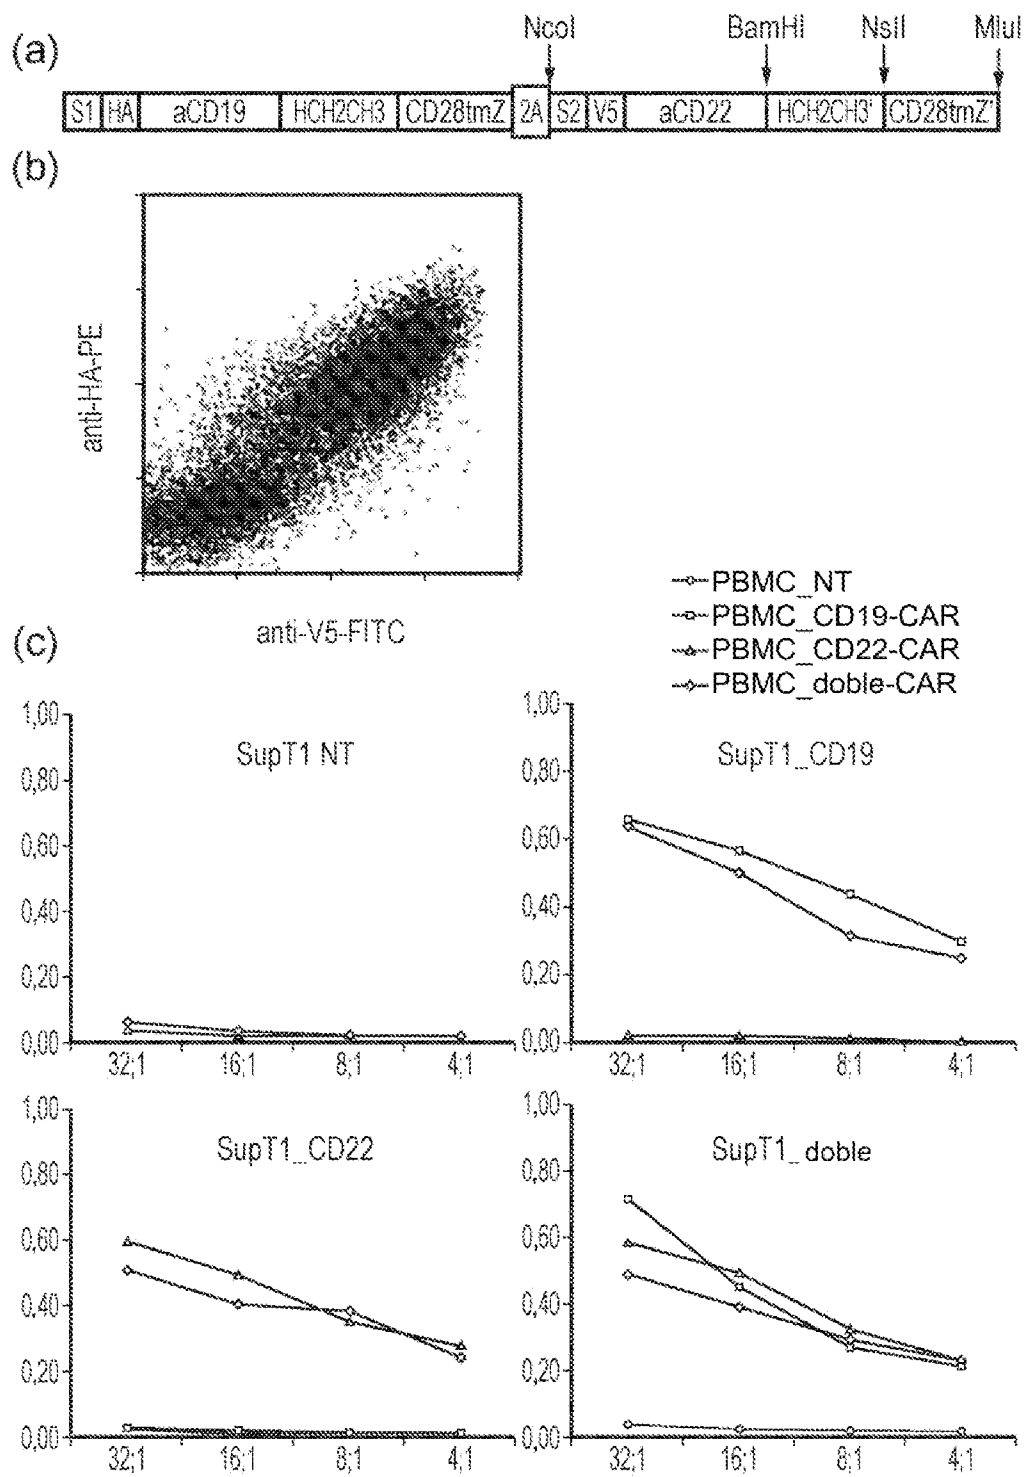 (a)
NcoI BamHI NsiI MluI
S1 HA aCD19 HCH2CH3 CD28tmZ 2A S2 V5 aCD22 HCH2CH3' CD28tmZ'
(b)
anti-HA-PE
anti-V5-FITC
PBMC_NT
PBMC_CD19-CAR
PBMC_CD22-CAR
PBMC_doble-CAR
(c)
SupT1 NT
1,00
0,80
0,60
0,40
0,20
0,00
32;1 16;1 8;1 4;1
SupT1_CD19
1,00
0,80
0,60
0,40
0,20
0,00
32;1 16;1 8;1 4;1
SupT1_CD22
1,00
0,80
0,60
0,40
0,20
0,00
32;1 16;1 8;1 4;1
SupT1_doble
1,00
0,80
0,60
0,40
0,20
0,00
32;1 16;1 8;1 4;1